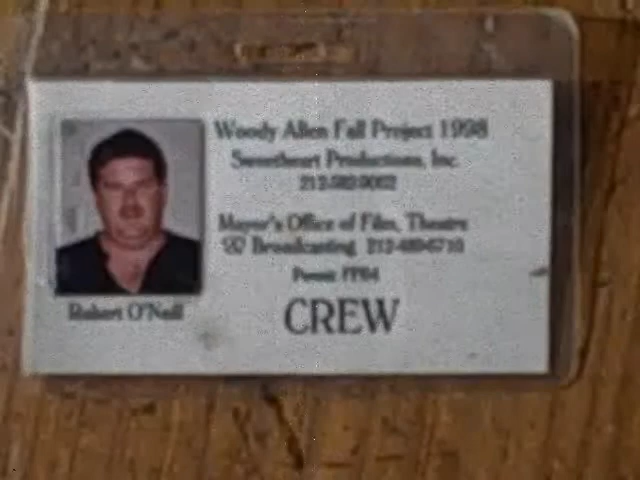 Woody Allen Fall Project 1998
Sweetheart Productions, Inc.
Mayor's Office of Film, Theatre
Broadcasting
Permit
Robert O'Neill
CREW